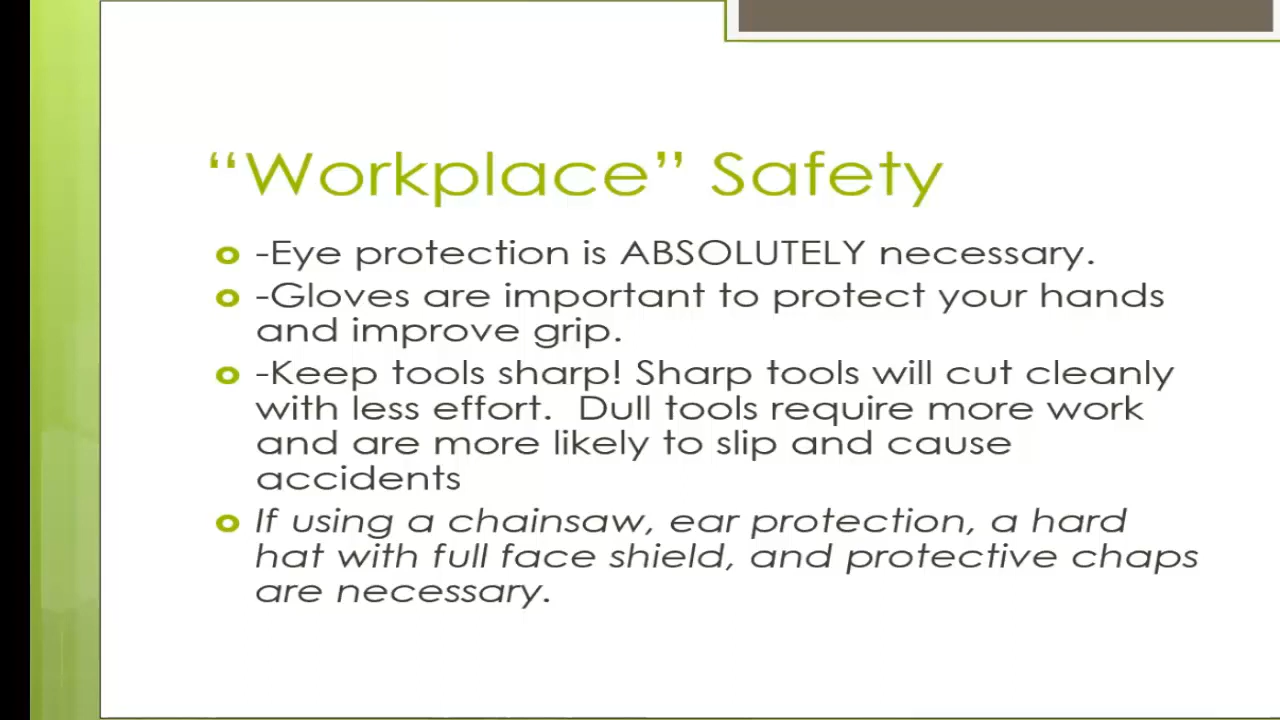 “Workplace” Safety
-Eye protection is ABSOLUTELY necessary.
-Gloves are important to protect your hands
and improve grip.
-Keep tools sharp! Sharp tools will cut cleanly
with less effort.  Dull tools require more work
and are more likely to slip and cause
accidents
If using a chainsaw, ear protection, a hard
hat with full face shield, and protective chaps
are necessary.